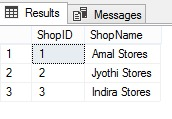 Results Messages
ShopID ShopName
1 1 Amal Stores
2 2 Jyothi Stores
3 3 Indira Stores